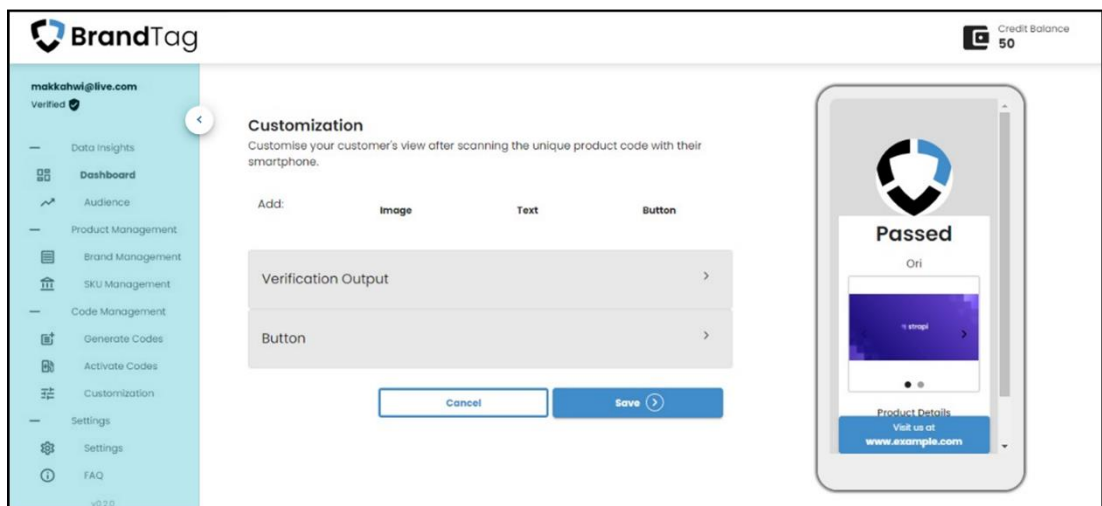 BrandTag
Credit Balance
50
makkahwi@live.com
Verified
Data Insights
Dashboard
Audience
Product Management
Brand Management
SKU Management
Code Management
Generate Codes
Activate Codes
Customization
Settings
Settings
FAQ
v0.2.0
Customization
Customise your customer's view after scanning the unique product code with their
smartphone.
Add:
Image
Text
Button
Verification Output
Button
Cancel
Save
Passed
Ori
strapi
Product Details
Visit us at
www.example.com